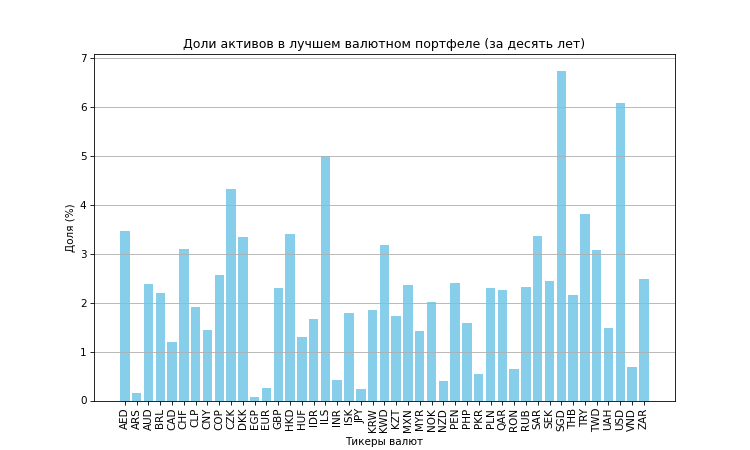 Доли активов в лучшем валютном портфеле (за десять лет)
Доля (%)
7
6
5
4
3
2
1
0
AED ARS AUD BRL CAD CHF CLP CNY COP CZK DKK EGP EUR GBP HKD HUF IDR ILS INR ISK JPY KRW KWD KZT MXN MYR NOK NZD PEN PHP PKR PLN QAR RON RUB SAR SEK SGD THB TRY TWD UAH USD VND ZAR
Тикеры валют